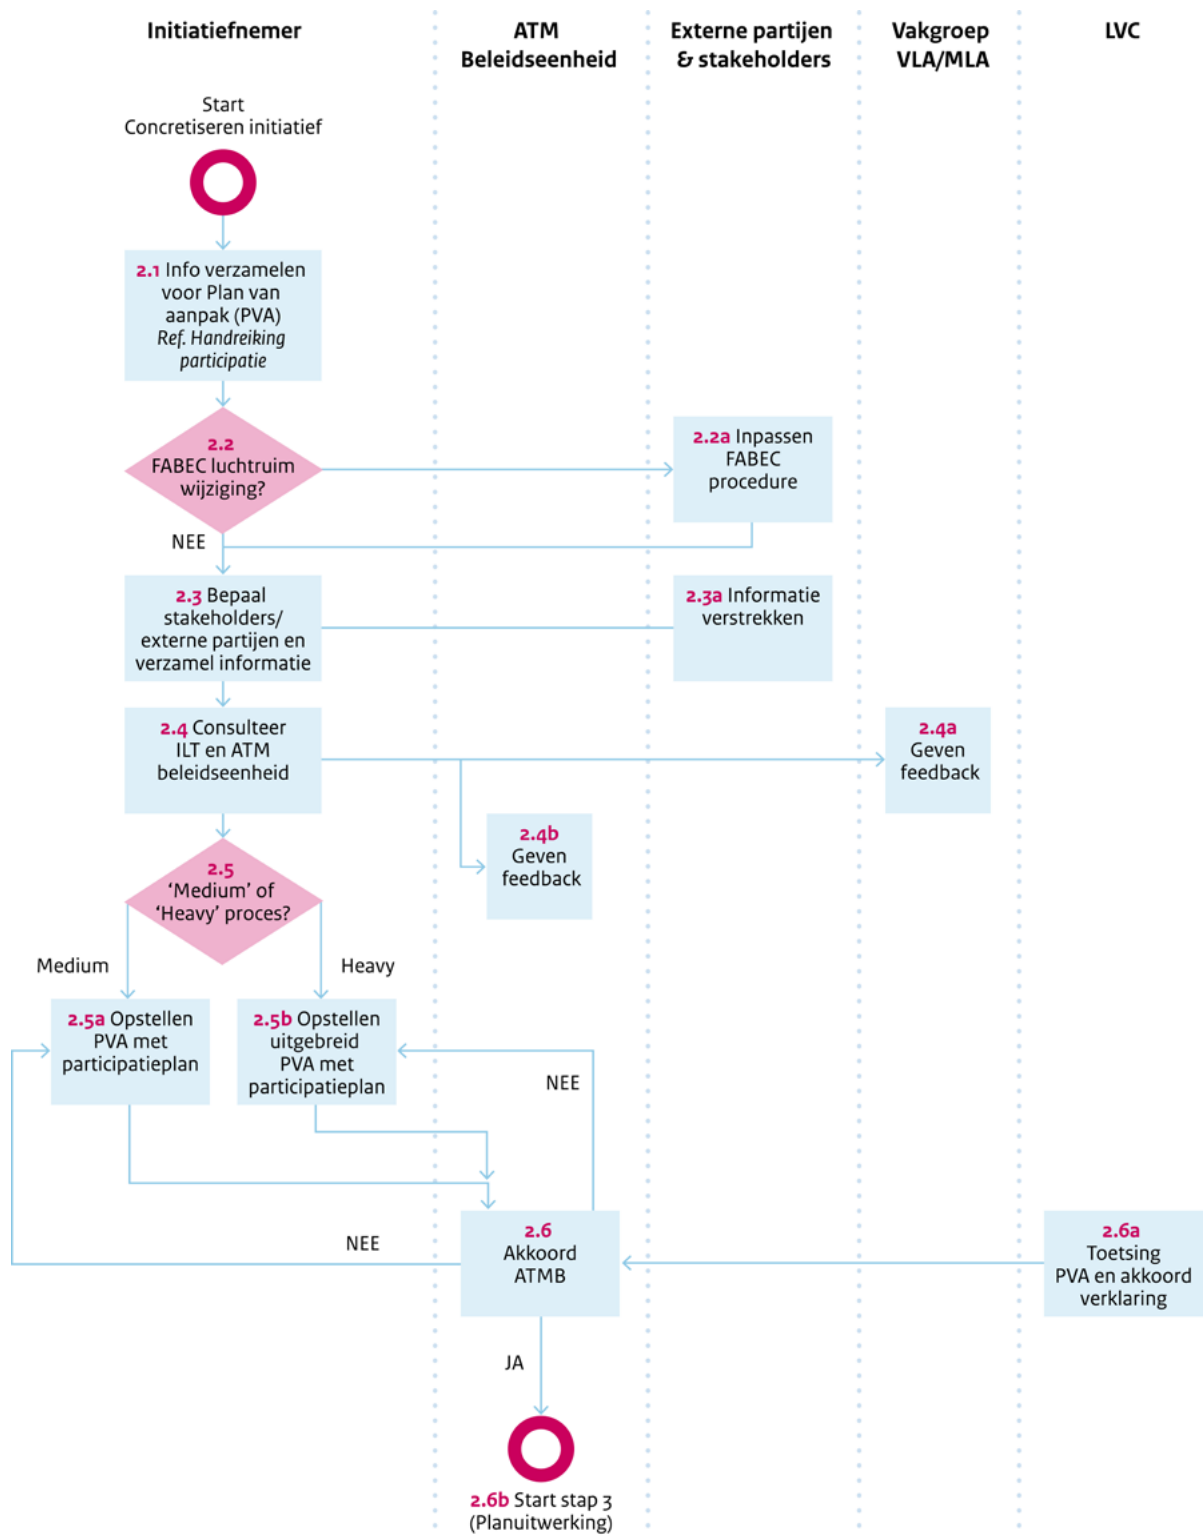 Initiatiefnemer
ATM
Beleidseenheid
Externe partijen
& stakeholders
Vakgroep
VLA/MLA
LVC
Start
Concretiseren initiatief
2.1 Info verzamelen
voor Plan van
aanpak (PVA)
Ref. Handreiking
participatie
2.2
FABEC luchtruim
wijziging?
2.2a Inpassen
FABEC
procedure
NEE
2.3 Bepaal
stakeholders/
externe partijen en
verzamel informatie
2.3a Informatie
verstrekken
2.4 Consulteer
ILT en ATM
beleidseenheid
2.4a
Geven
feedback
2.4b
Geven
feedback
2.5
‘Medium’ of
‘Heavy’ proces?
Medium
Heavy
2.5a Opstellen
PVA met
participatieplan
2.5b Opstellen
uitgebreid
PVA met
participatieplan
NEE
NEE
2.6
Akkoord
ATMB
2.6a
Toetsing
PVA en akkoord
verklaring
JA
2.6b Start stap 3
(Planuitwerking)